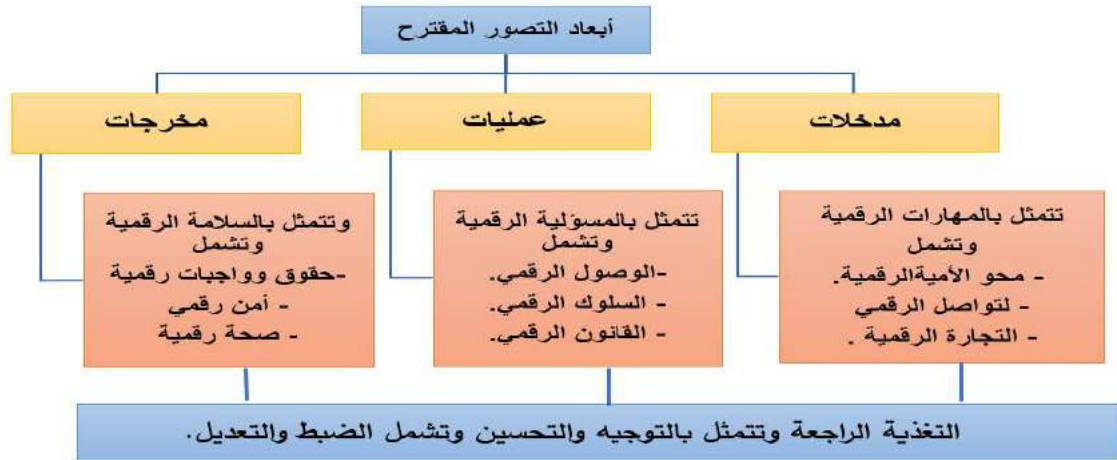 أبعاد التصور المقترح
مدخلات
عمليات
مخرجات
تتمثل بالمهارات الرقمية
وتشمل
- محو الأميةالرقمية.
- لتواصل الرقمي
- التجارة الرقمية .
تتمثل بالمسؤلية الرقمية
وتشمل
-الوصول الرقمي.
- السلوك الرقمي.
- القانون الرقمي.
وتتمثل بالسلامة الرقمية
وتشمل
-حقوق وواجبات رقمية
- أمن رقمي
- صحة رقمية
التغذية الراجعة وتتمثل بالتوجيه والتحسين وتشمل الضبط والتعديل.